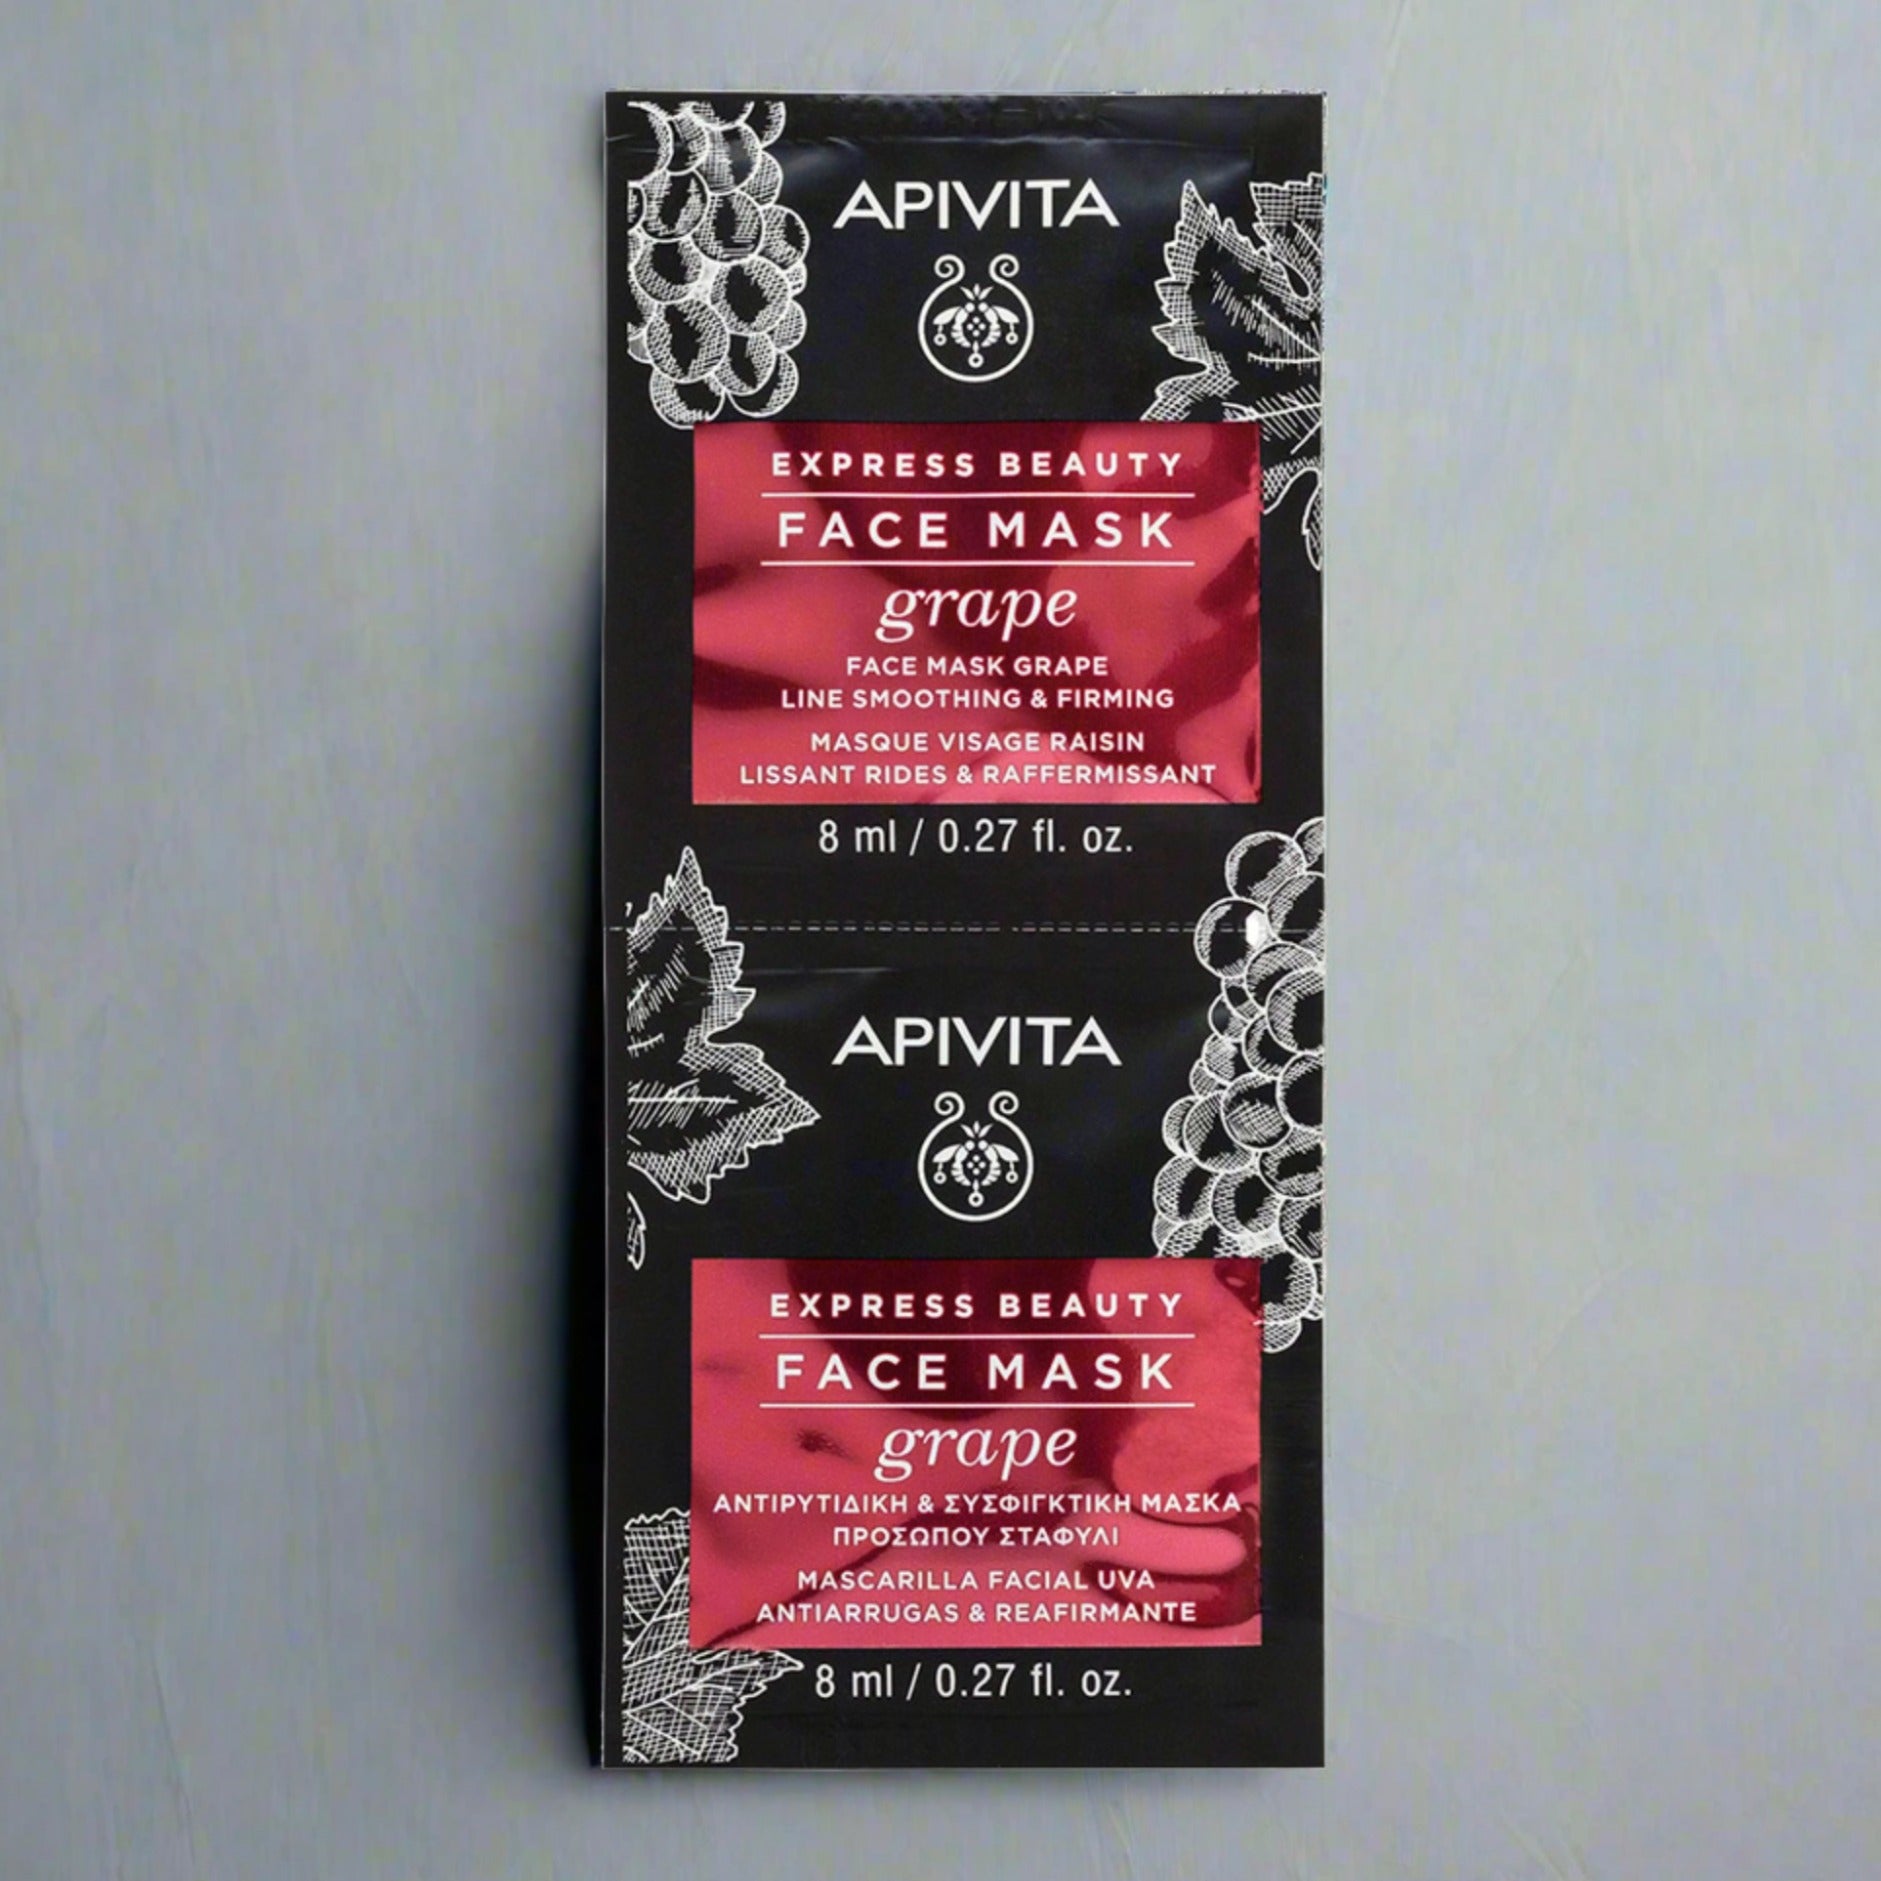 APIVITA
EXPRESS BEAUTY
FACE MASK
grape
FACE MASK GRAPE
LINE SMOOTHING & FIRMING
MASQUE VISAGE RAISIN
LISSANT RIDES & RAFFERMISSANT
8 ml / 0.27 fl. oz.
APIVITA
EXPRESS BEAUTY
FACE MASK
grape
ΑΝΤΙΡΥΤΙΔΙΚΗ & ΣΥΣΦΙΓΚΤΙΚΗ ΜΑΣΚΑ
ΠΡΟΣΩΠΟΥ ΣΤΑΦΥΛΙ
MASCARILLA FACIAL UVA
ANTIARRUGAS & REAFIRMANTE
8 ml / 0.27 fl. oz.